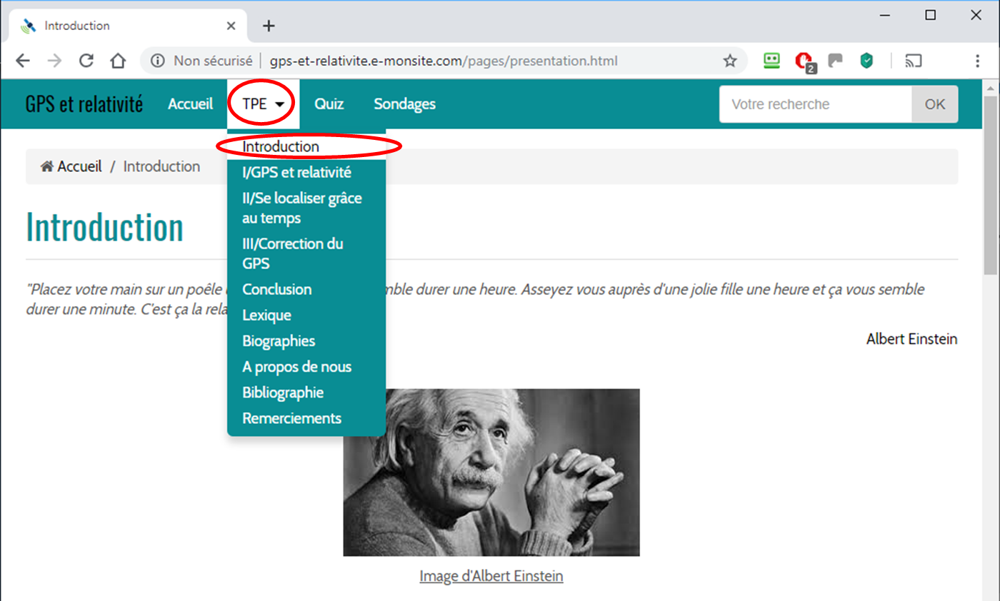 Introduction
Non sécurisé
gps-et-relativite.e-monsite.com/pages/presentation.html
2
GPS et relativité
Accueil
TPE
Quiz
Sondages
Votre recherche
OK
Introduction
I/GPS et relativité
II/Se localiser grâce
au temps
III/Correction du
GPS
Conclusion
Lexique
Biographies
A propos de nous
Bibliographie
Remerciements
Accueil / Introduction
Introduction
"Placez votre main sur un poêle mble durer une heure. Asseyez vous auprès d'une jolie fille une heure et ça vous semble
durer une minute. C'est ça la rela
Albert Einstein
Image d'Albert Einstein